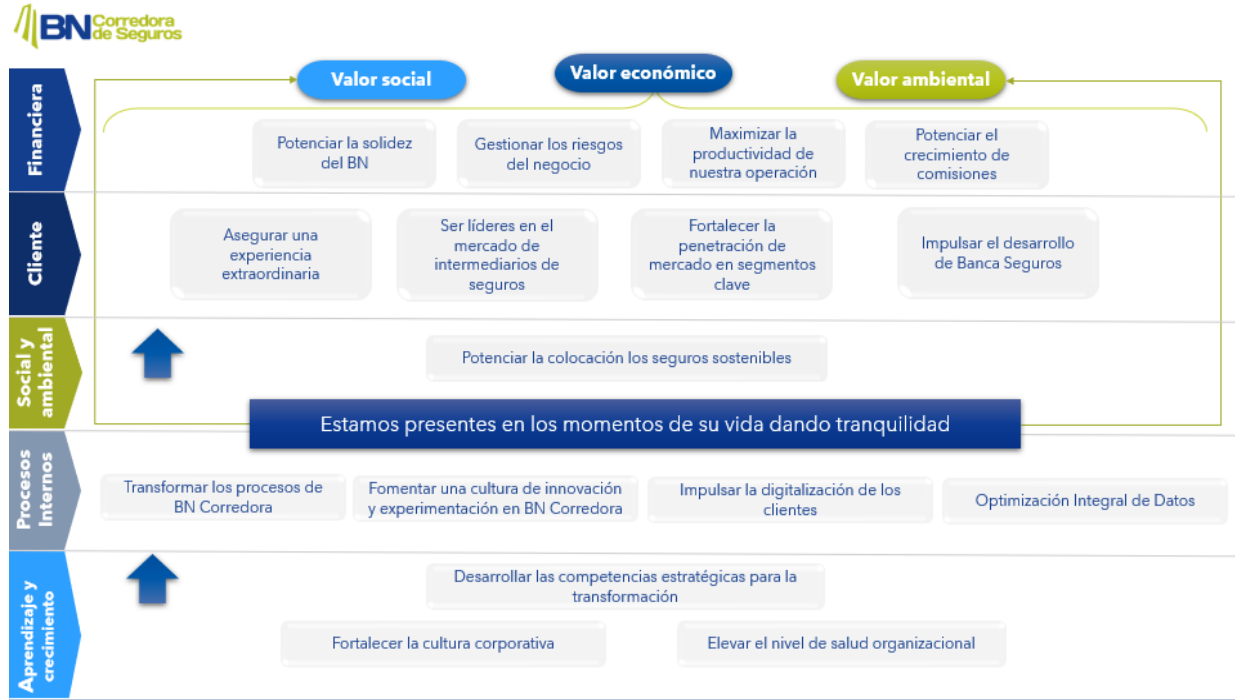 BN Corredora
de Seguros
Valor social
Valor económico
Valor ambiental
Financiera
Potenciar la solidez
del BN
Gestionar los riesgos
del negocio
Maximizar la
productividad de
nuestra operación
Potenciar el
crecimiento de
comisiones
Cliente
Asegurar una
experiencia
extraordinaria
Ser líderes en el
mercado de
intermediarios de
seguros
Fortalecer la
penetración de
mercado en segmentos
clave
Impulsar el desarrollo
de Banca Seguros
Social y
ambiental
Potenciar la colocación los seguros sostenibles
Estamos presentes en los momentos de su vida dando tranquilidad
Procesos
Internos
Transformar los procesos de
BN Corredora
Fomentar una cultura de innovación
y experimentación en BN Corredora
Impulsar la digitalización de los
clientes
Optimización Integral de Datos
Aprendizaje y
crecimiento
Desarrollar las competencias estratégicas para la
transformación
Fortalecer la cultura corporativa
Elevar el nivel de salud organizacional